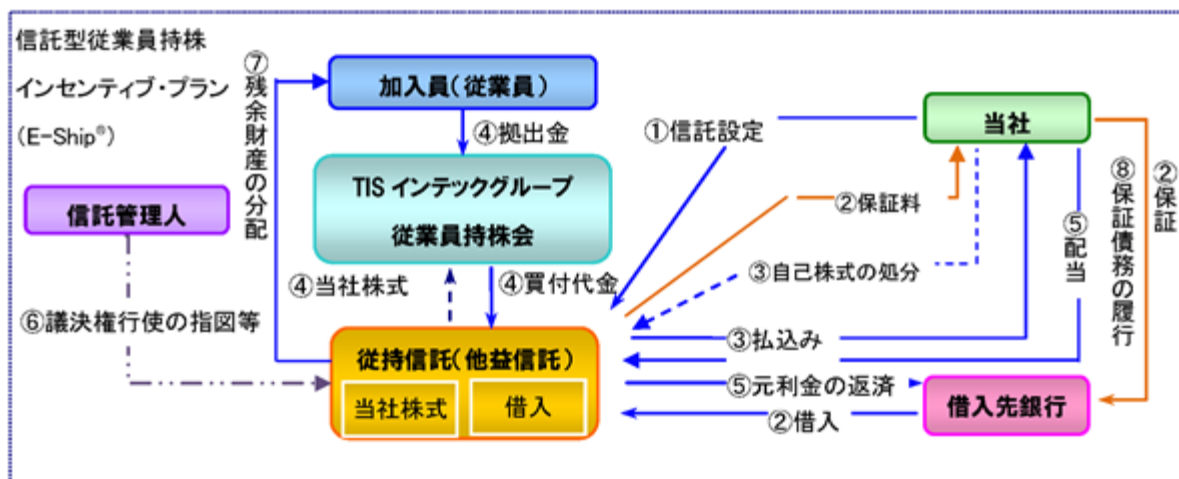 信託型従業員持株
インセンティブ・プラン
(E-Ship®)
⑦残余財産の分配
加入員(従業員)
④拠出金
TIS インテックグループ
従業員持株会
信託管理人
④当社株式
④買付代金
⑥議決権行使の指図等
従持信託(他益信託)
当社株式
借入
①信託設定
当社
②保証料
③自己株式の処分
③払込み
⑤配当
⑧保証債務の履行
②保証
⑤元利金の返済
②借入
借入先銀行